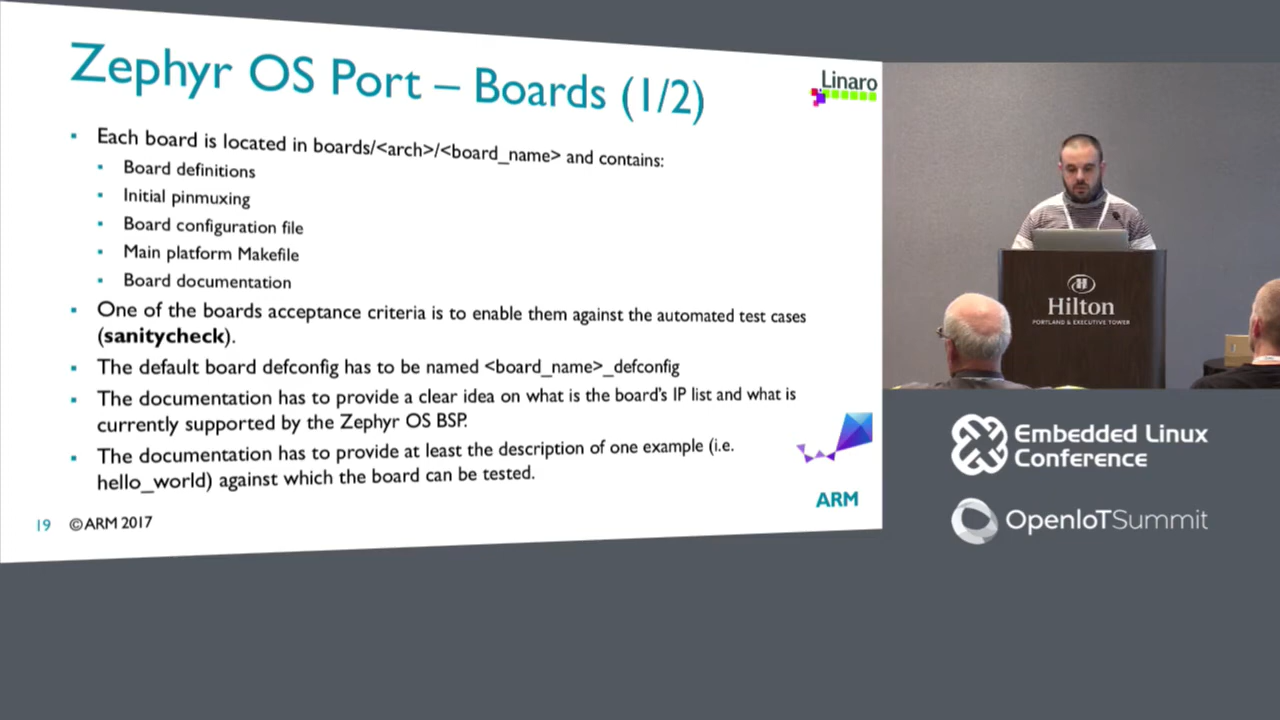 Zephyr OS Port – Boards (1/2)
Linaro
▪ Each board is located in boards/<arch>/<board_name> and contains:
▪ Board definitions
▪ Initial pinmuxing
▪ Board configuration file
▪ Main platform Makefile
▪ Board documentation
▪ One of the boards acceptance criteria is to enable them against the automated test cases
(sanitycheck).
▪ The default board defconfig has to be named <board_name>_defconfig
▪ The documentation has to provide a clear idea on what is the board's IP list and what is
currently supported by the Zephyr OS BSP.
▪ The documentation has to provide at least the description of one example (i.e.
hello_world) against which the board can be tested.
ARM
19 ©ARM 2017
Hilton
PORTLAND & EXECUTIVE TOWER
Embedded Linux
Conference
OpenIoTSummit